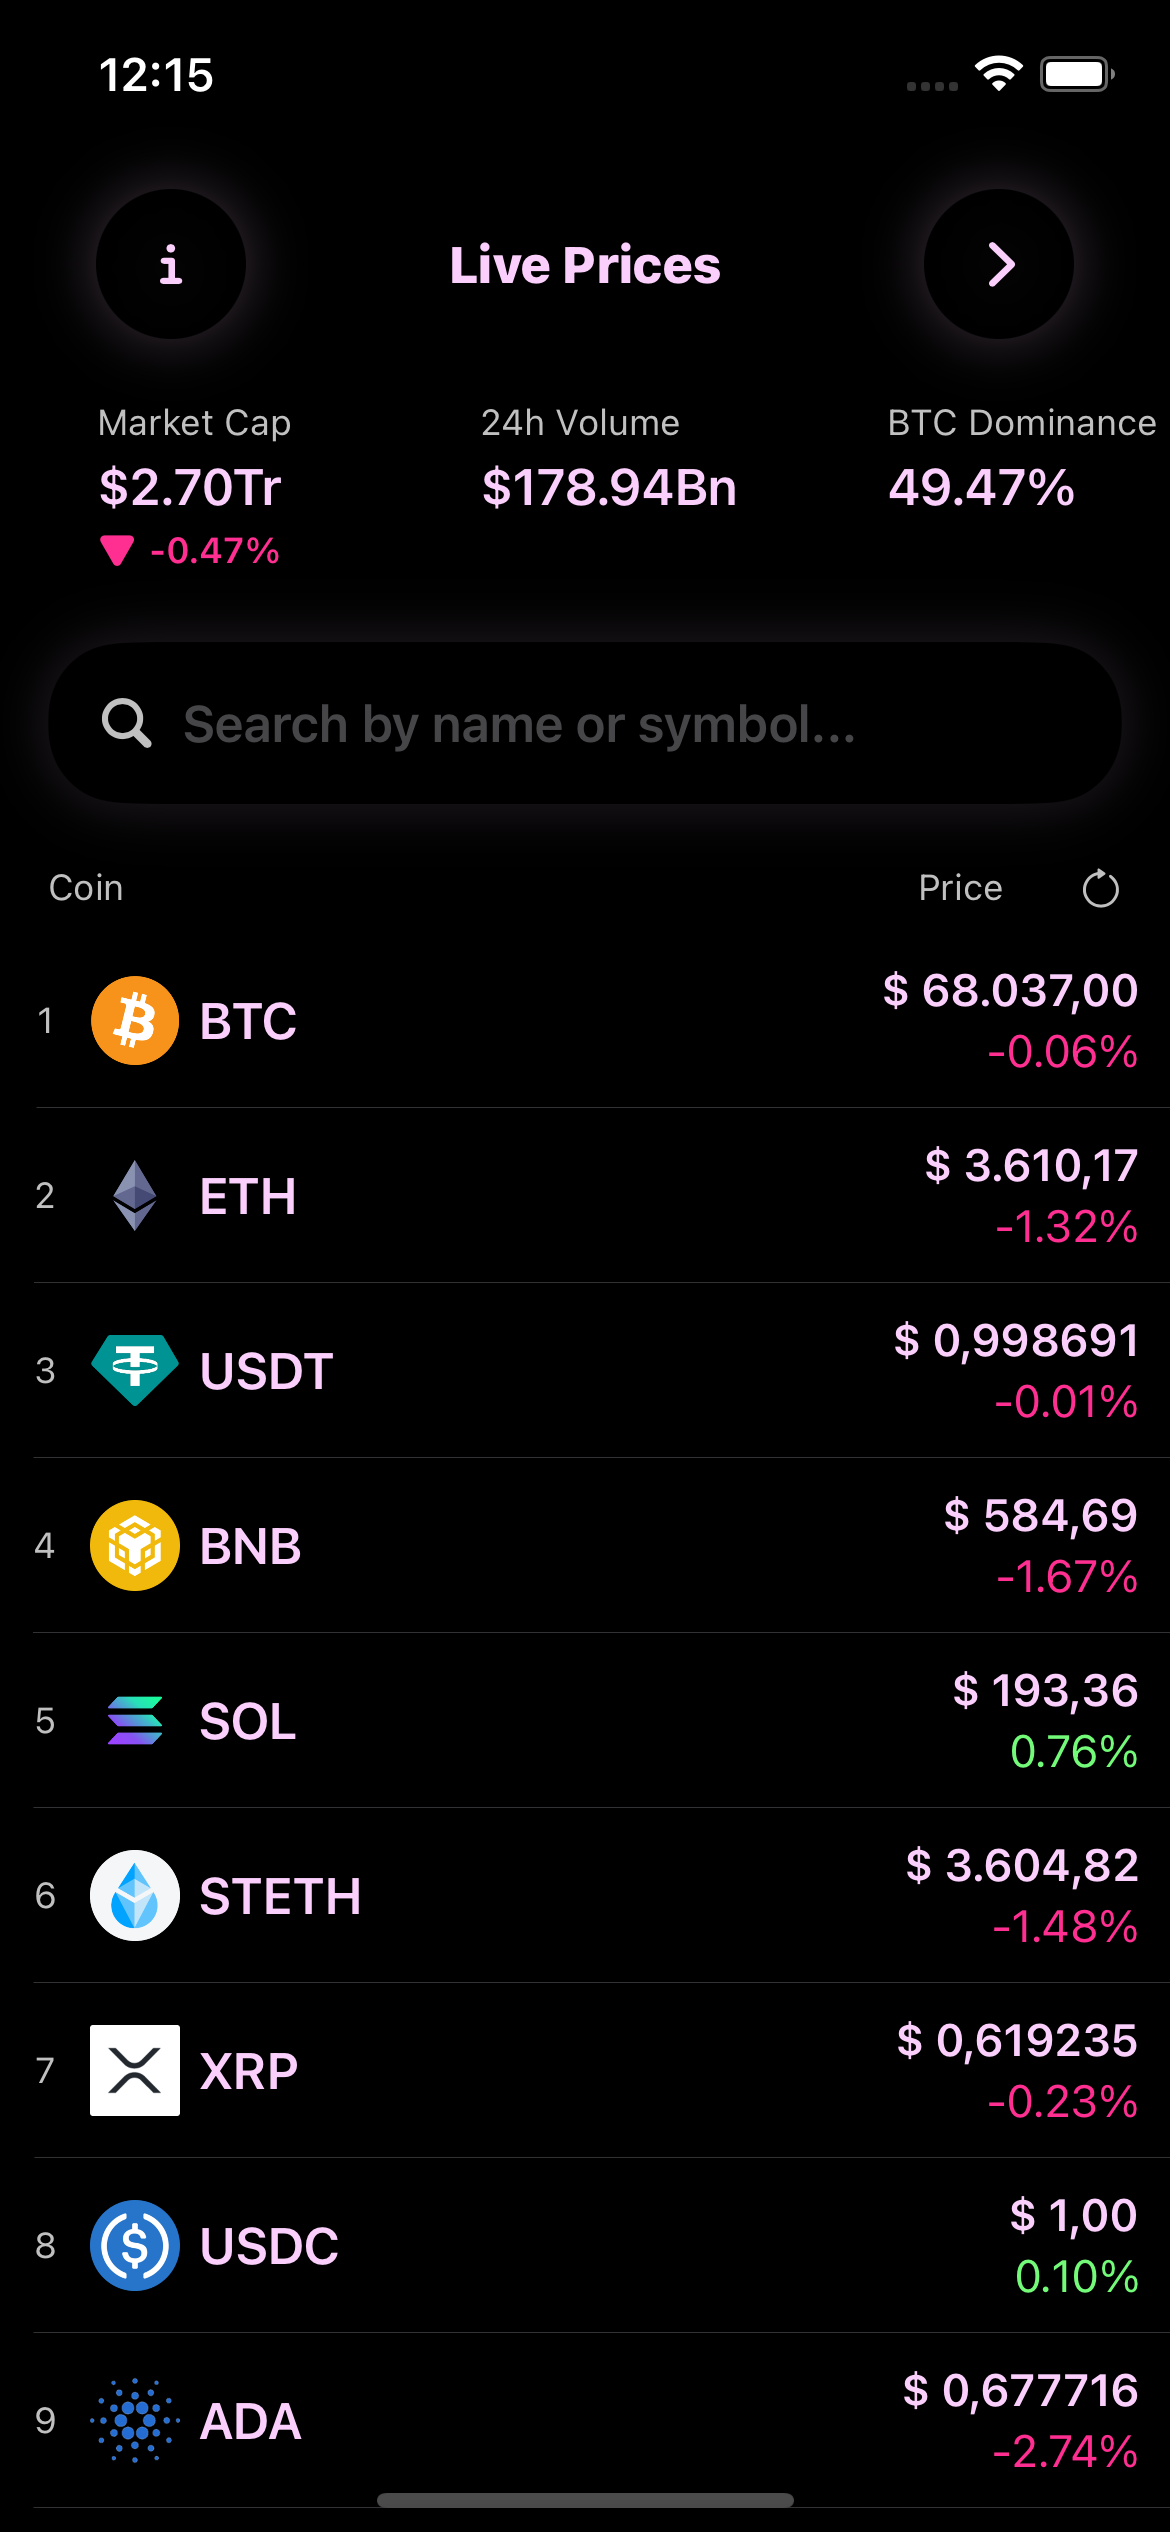 12:15
i
Live Prices
Market Cap
24h Volume
BTC Dominance
$2.70Tr
$178.94Bn
49.47%
-0.47%
Search by name or symbol...
Coin
Price
1
BTC
$ 68.037,00
-0.06%
2
ETH
$ 3.610,17
-1.32%
3
USDT
$ 0,998691
-0.01%
4
BNB
$ 584,69
-1.67%
5
SOL
$ 193,36
0.76%
6
STETH
$ 3.604,82
-1.48%
7
XRP
$ 0,619235
-0.23%
8
USDC
$ 1,00
0.10%
9
ADA
$ 0,677716
-2.74%